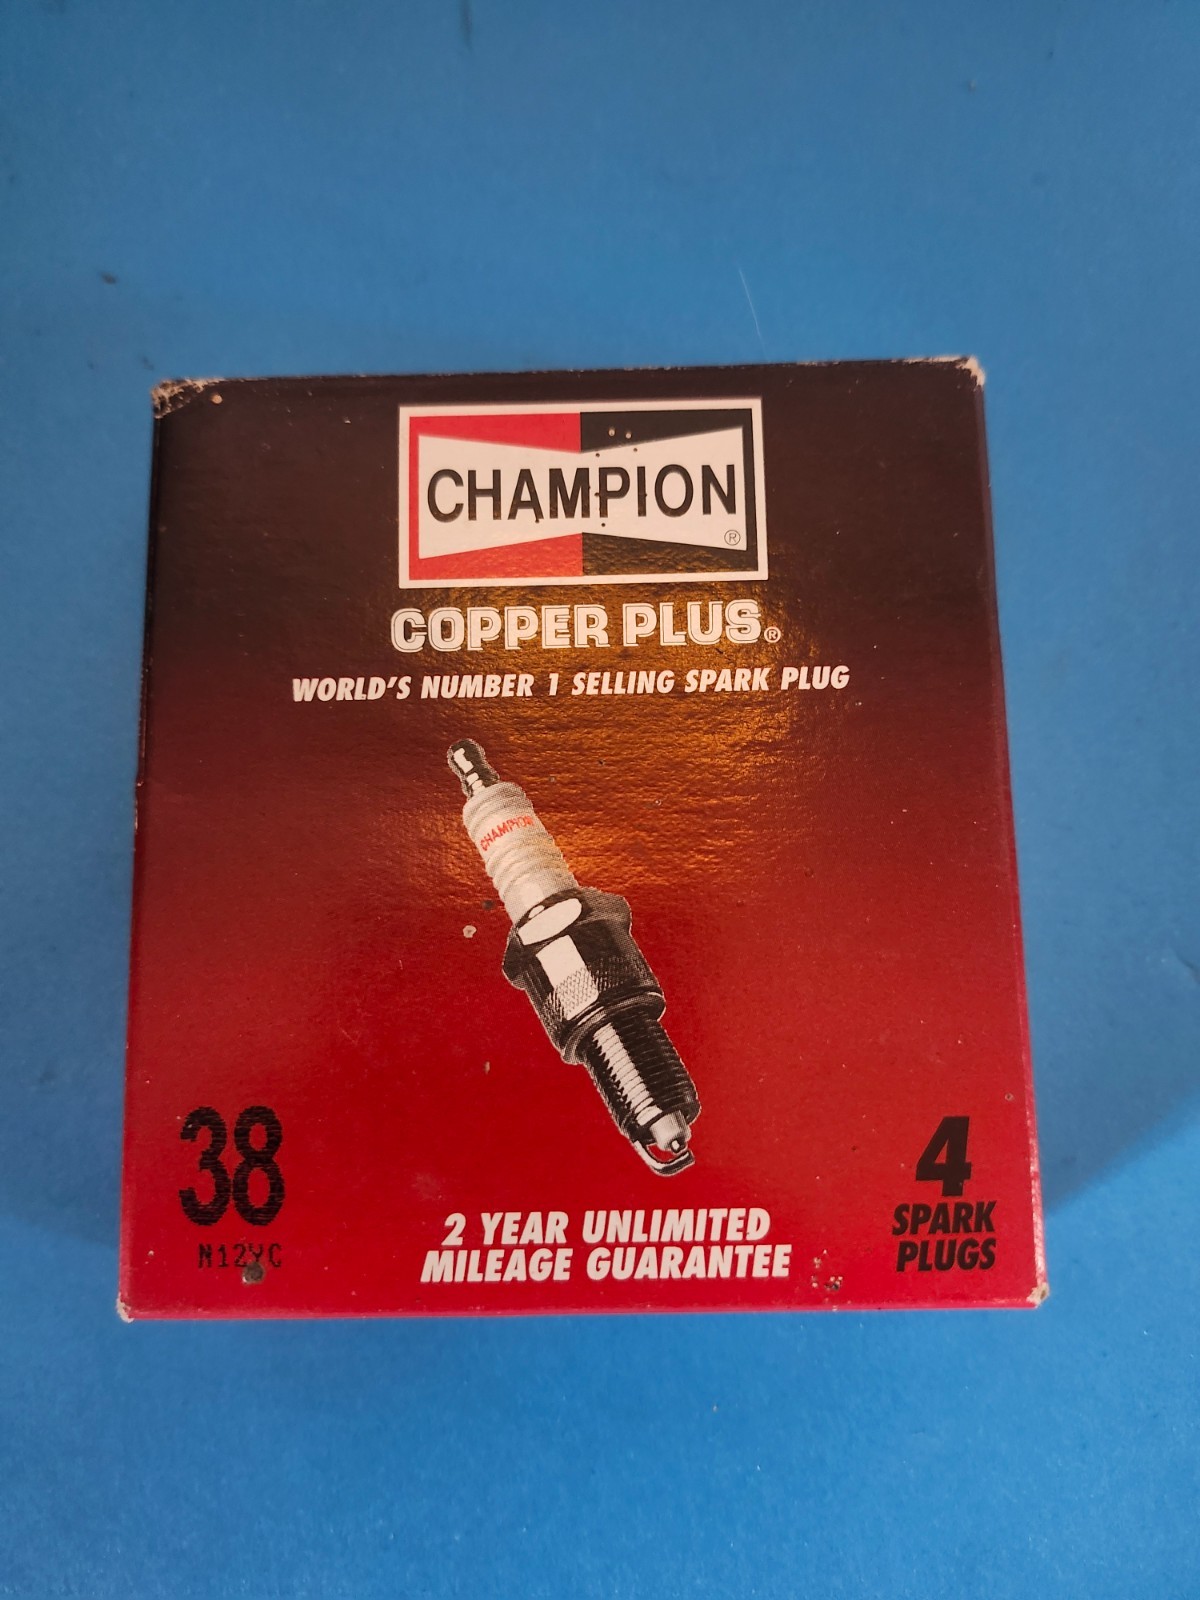 CHAMPION
®
COPPER PLUS®
WORLD'S NUMBER 1 SELLING SPARK PLUG
CHAMPION
38
N12YC
2 YEAR UNLIMITED
MILEAGE GUARANTEE
4
SPARK
PLUGS